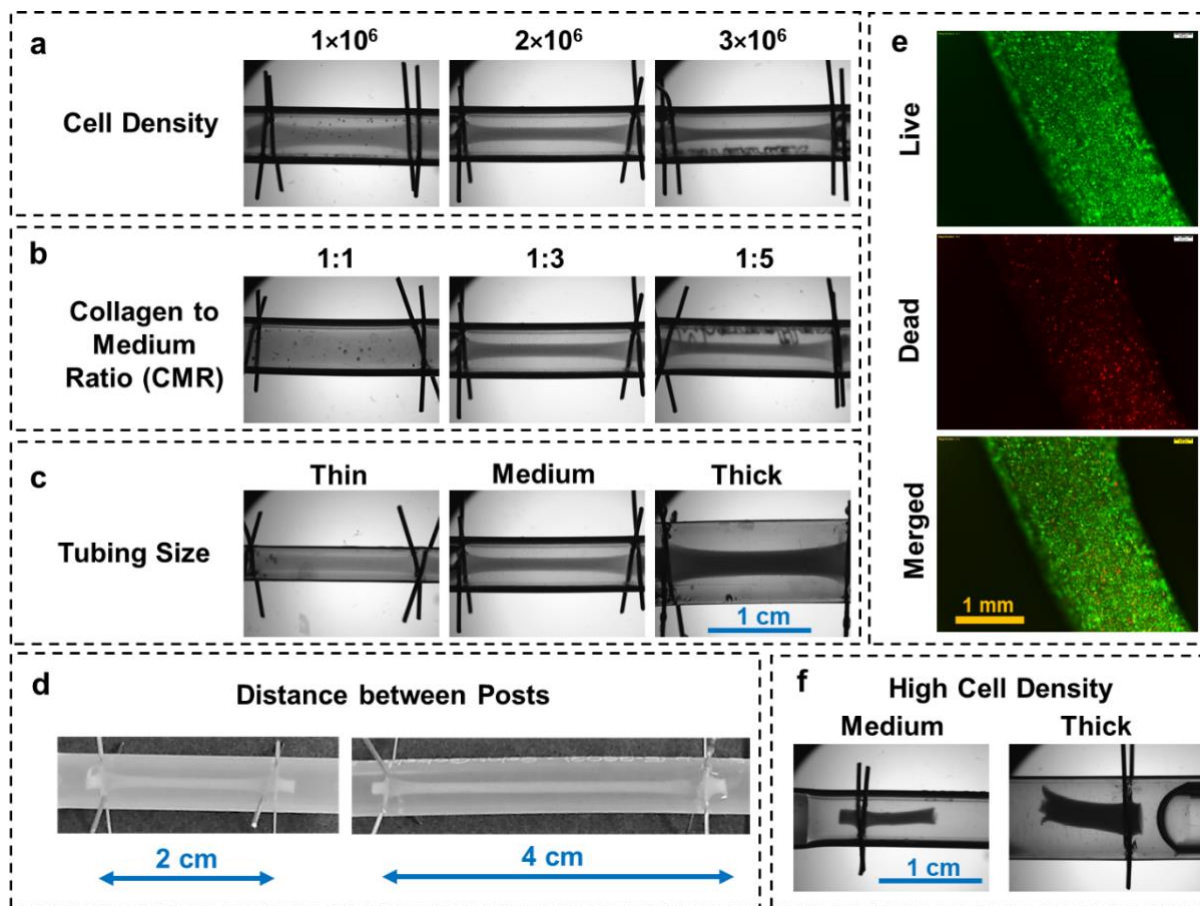 a
1×10⁶
2×10⁶
3×10⁶
Cell Density
b
1:1
1:3
1:5
Collagen to
Medium
Ratio (CMR)
c
Thin
Medium
Thick
Tubing Size
1 cm
d
Distance between Posts
2 cm
4 cm
e
Live
Dead
Merged
1 mm
f
High Cell Density
Medium
Thick
1 cm